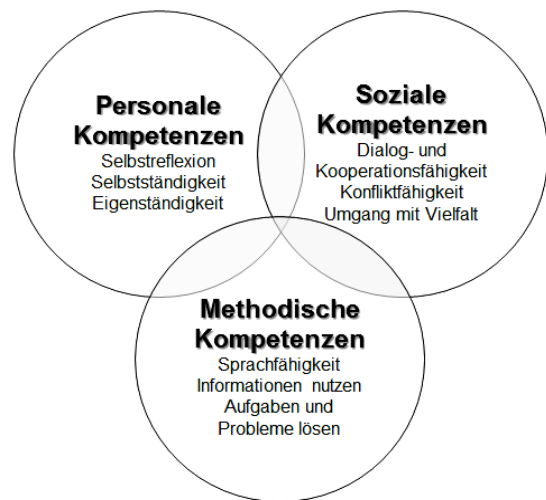 Personale
Kompetenzen
Selbstreflexion
Selbstständigkeit
Eigenständigkeit
Soziale
Kompetenzen
Dialog- und
Kooperationsfähigkeit
Konfliktfähigkeit
Umgang mit Vielfalt
Methodische
Kompetenzen
Sprachfähigkeit
Informationen nutzen
Aufgaben und
Probleme lösen